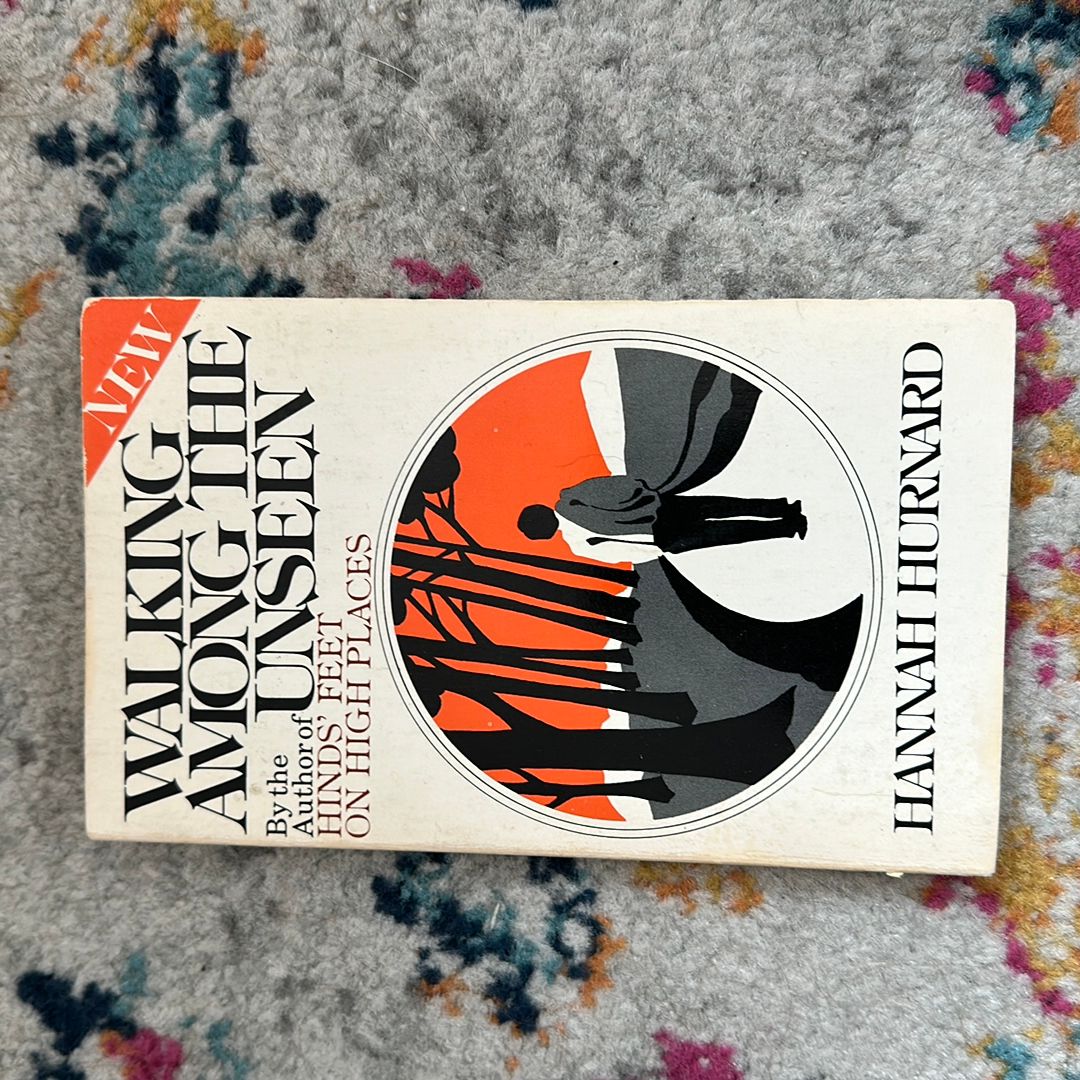 NEW
WALKING
AMONG THE
UNSEEN
By the
Author of
HINDS' FEET
ON HIGH PLACES
HANNAH HURNARD